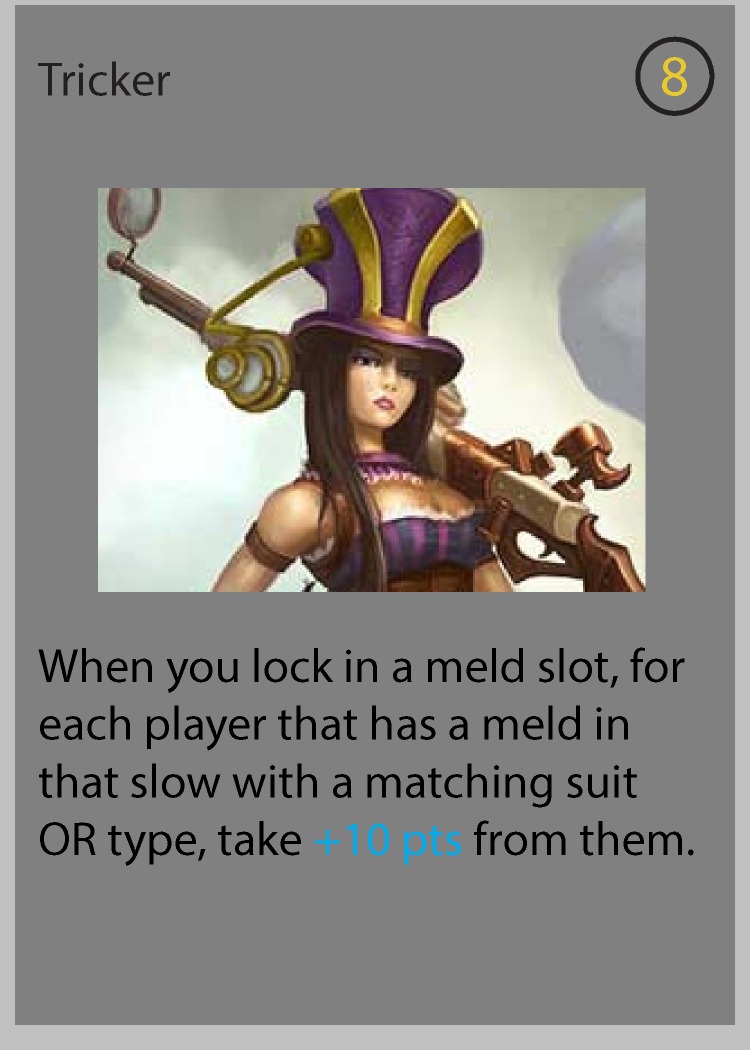 Tricker
8
When you lock in a meld slot, for
each player that has a meld in
that slow with a matching suit
OR type, take +10 pts from them.